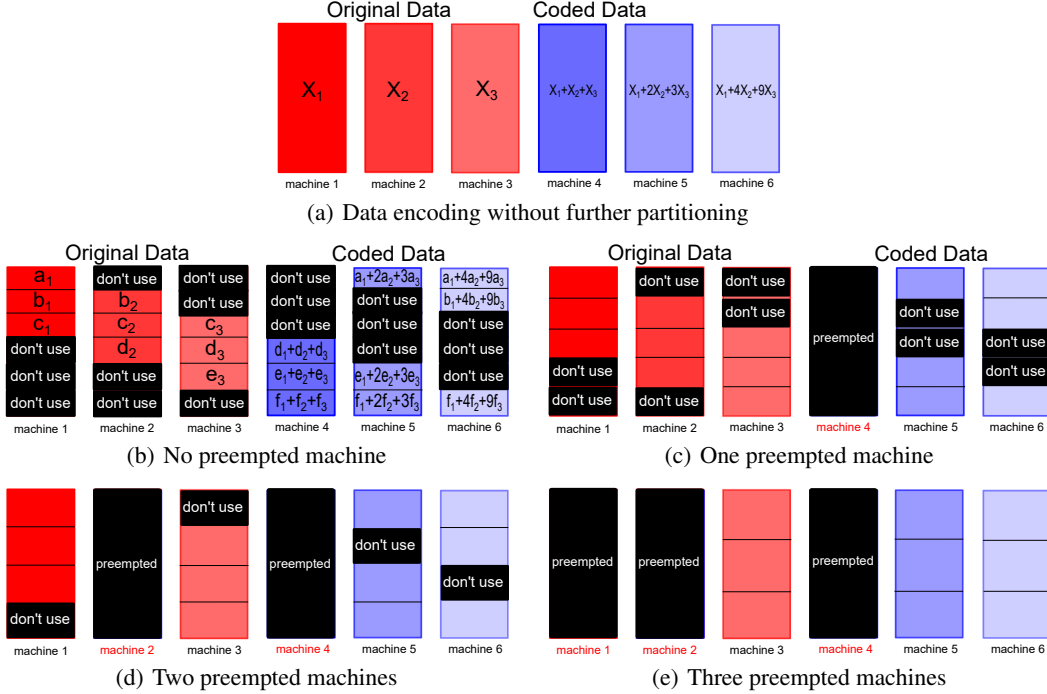 Original Data Coded Data
X1 X2 X3 X1+X2+X3 X1+2X2+3X3 X1+4X2+9X3
machine 1 machine 2 machine 3 machine 4 machine 5 machine 6
(a) Data encoding without further partitioning
Original Data Coded Data
a1 don't use don't use don't use a1+2a2+3a3 a1+4a2+9a3
b1 b2 don't use don't use don't use b1+4b2+9b3
c1 c2 c3 don't use don't use don't use
don't use d2 d3 d1+d2+d3 don't use don't use
don't use don't use e3 e1+e2+e3 e1+2e2+3e3 don't use
don't use don't use don't use f1+f2+f3 f1+2f2+3f3 f1+4f2+9f3
machine 1 machine 2 machine 3 machine 4 machine 5 machine 6
(b) No preempted machine
Original Data Coded Data
don't use don't use
don't use don't use
preempted don't use don't use
don't use don't use
don't use don't use
machine 1 machine 2 machine 3 machine 4 machine 5 machine 6
(c) One preempted machine
don't use
don't use
preempted preempted
don't use
don't use
machine 1 machine 2 machine 3 machine 4 machine 5 machine 6
(d) Two preempted machines
preempted preempted preempted
machine 1 machine 2 machine 3 machine 4 machine 5 machine 6
(e) Three preempted machines